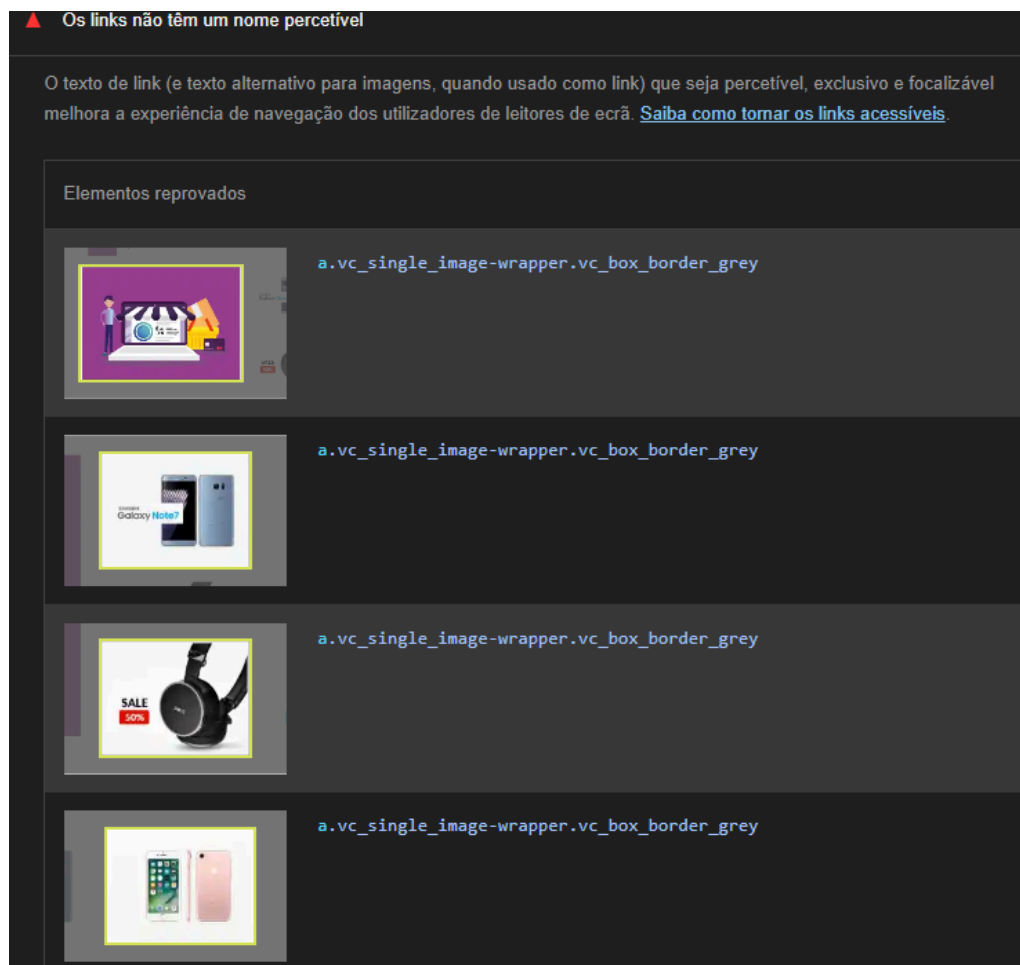 Os links não têm um nome percetível
O texto de link (e texto alternativo para imagens, quando usado como link) que seja percetível, exclusivo e focalizável
melhora a experiência de navegação dos utilizadores de leitores de ecrã. Saiba como tornar os links acessíveis.
Elementos reprovados
a.vc_single_image-wrapper.vc_box_border_grey
a.vc_single_image-wrapper.vc_box_border_grey
Galaxy Note7
a.vc_single_image-wrapper.vc_box_border_grey
SALE
50%
a.vc_single_image-wrapper.vc_box_border_grey